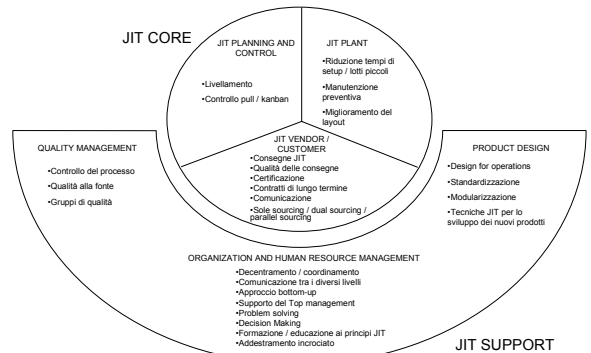 JIT CORE
JIT PLANNING AND
CONTROL
•Livellamento
•Controllo pull / kanban
JIT PLANT
•Riduzione tempi di
setup / lotti piccoli
•Manutenzione
preventiva
•Miglioramento del
layout
JIT VENDOR /
CUSTOMER
•Consegne JIT
•Qualità delle consegne
•Certificazione
•Contratti di lungo termine
•Comunicazione
•Sole sourcing / dual sourcing /
parallel sourcing
QUALITY MANAGEMENT
•Controllo del processo
•Qualità alla fonte
•Gruppi di qualità
PRODUCT DESIGN
•Design for operations
•Standardizzazione
•Modularizzazione
•Tecniche JIT per lo
sviluppo dei nuovi prodotti
ORGANIZATION AND HUMAN RESOURCE MANAGEMENT
•Decentramento / coordinamento
•Comunicazione tra i diversi livelli
•Approccio bottom-up
•Supporto del Top management
•Problem solving
•Decision Making
•Formazione / educazione ai principi JIT
•Addestramento incrociato
JIT SUPPORT